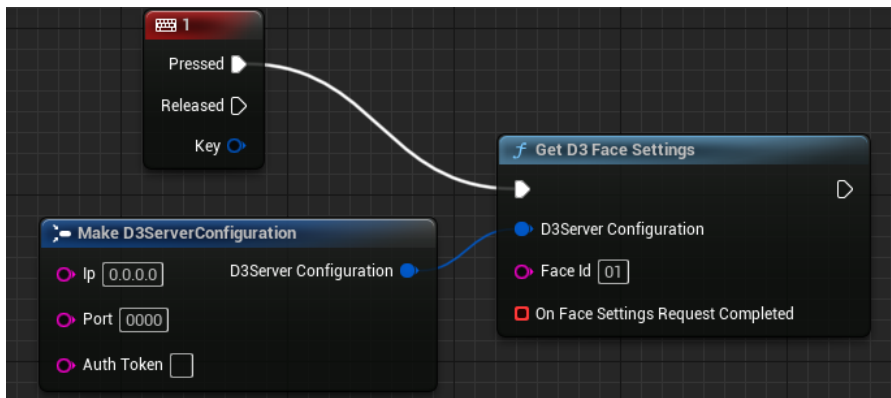 1
Pressed
Released
Key
Get D3 Face Settings
D3Server Configuration
Face Id 01
On Face Settings Request Completed
Make D3ServerConfiguration
Ip 0.0.0.0 D3Server Configuration
Port 0000
Auth Token